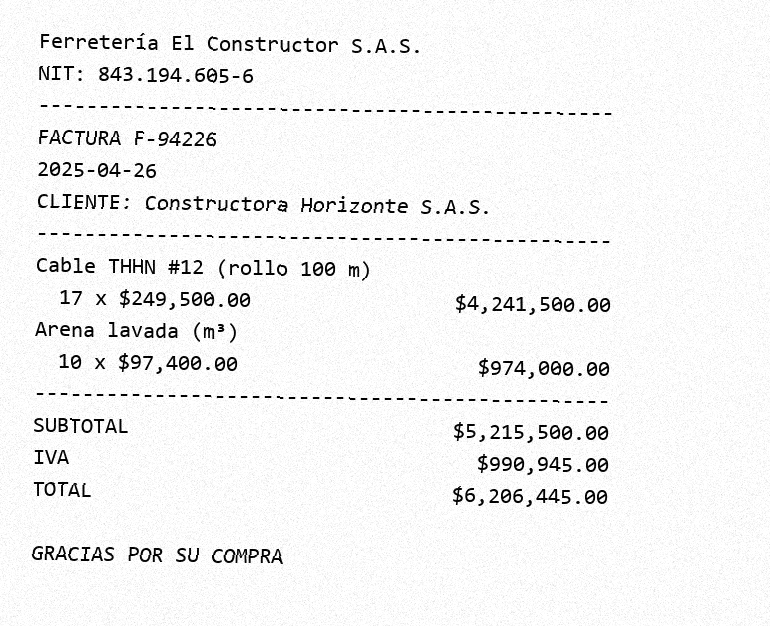 Ferretería El Constructor S.A.S.
NIT: 843.194.605-6
------------------------------------------------
FACTURA F-94226
2025-04-26
CLIENTE: Constructora Horizonte S.A.S.
------------------------------------------------
Cable THHN #12 (rollo 100 m)
17 x $249,500.00 $4,241,500.00
Arena lavada (m³)
10 x $97,400.00 $974,000.00
------------------------------------------------
SUBTOTAL $5,215,500.00
IVA $990,945.00
TOTAL $6,206,445.00
GRACIAS POR SU COMPRA